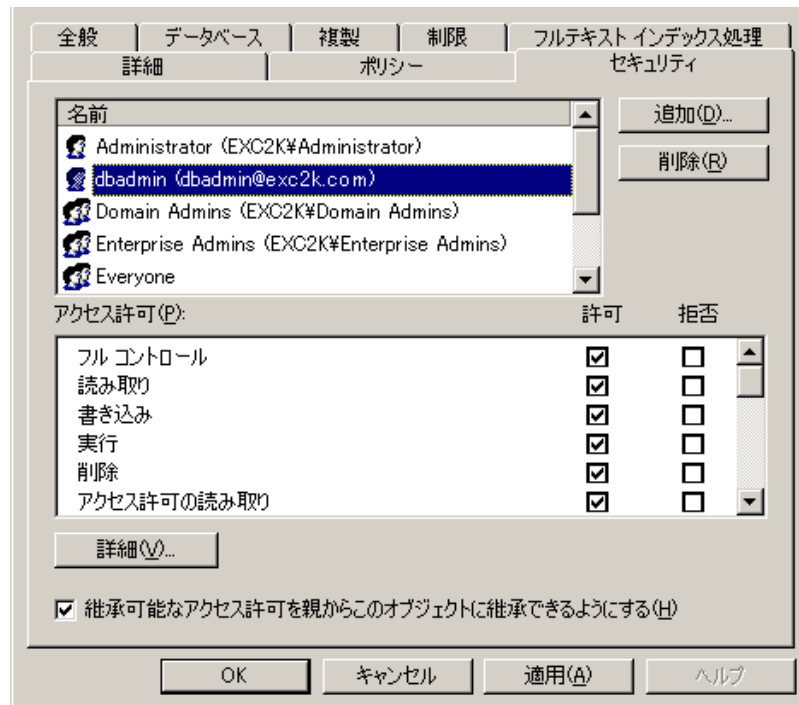 全般 データベース 複製 制限 フルテキスト インデックス処理
詳細 ポリシー セキュリティ
名前
追加(D)...
Administrator (EXC2K¥Administrator)
削除(R)
dbadmin (dbadmin@exc2k.com)
Domain Admins (EXC2K¥Domain Admins)
Enterprise Admins (EXC2K¥Enterprise Admins)
Everyone
アクセス許可(P): 許可 拒否
フル コントロール
読み取り
書き込み
実行
削除
アクセス許可の読み取り
詳細(V)...
継承可能なアクセス許可を親からこのオブジェクトに継承できるようにする(H)
OK キャンセル 適用(A) ヘルプ